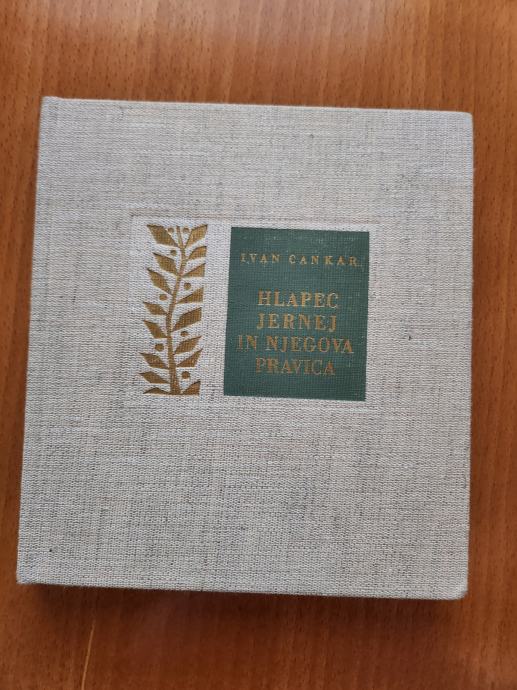 IVAN CANKAR
HLAPEC
JERNEJ
IN NJEGOVA
PRAVICA